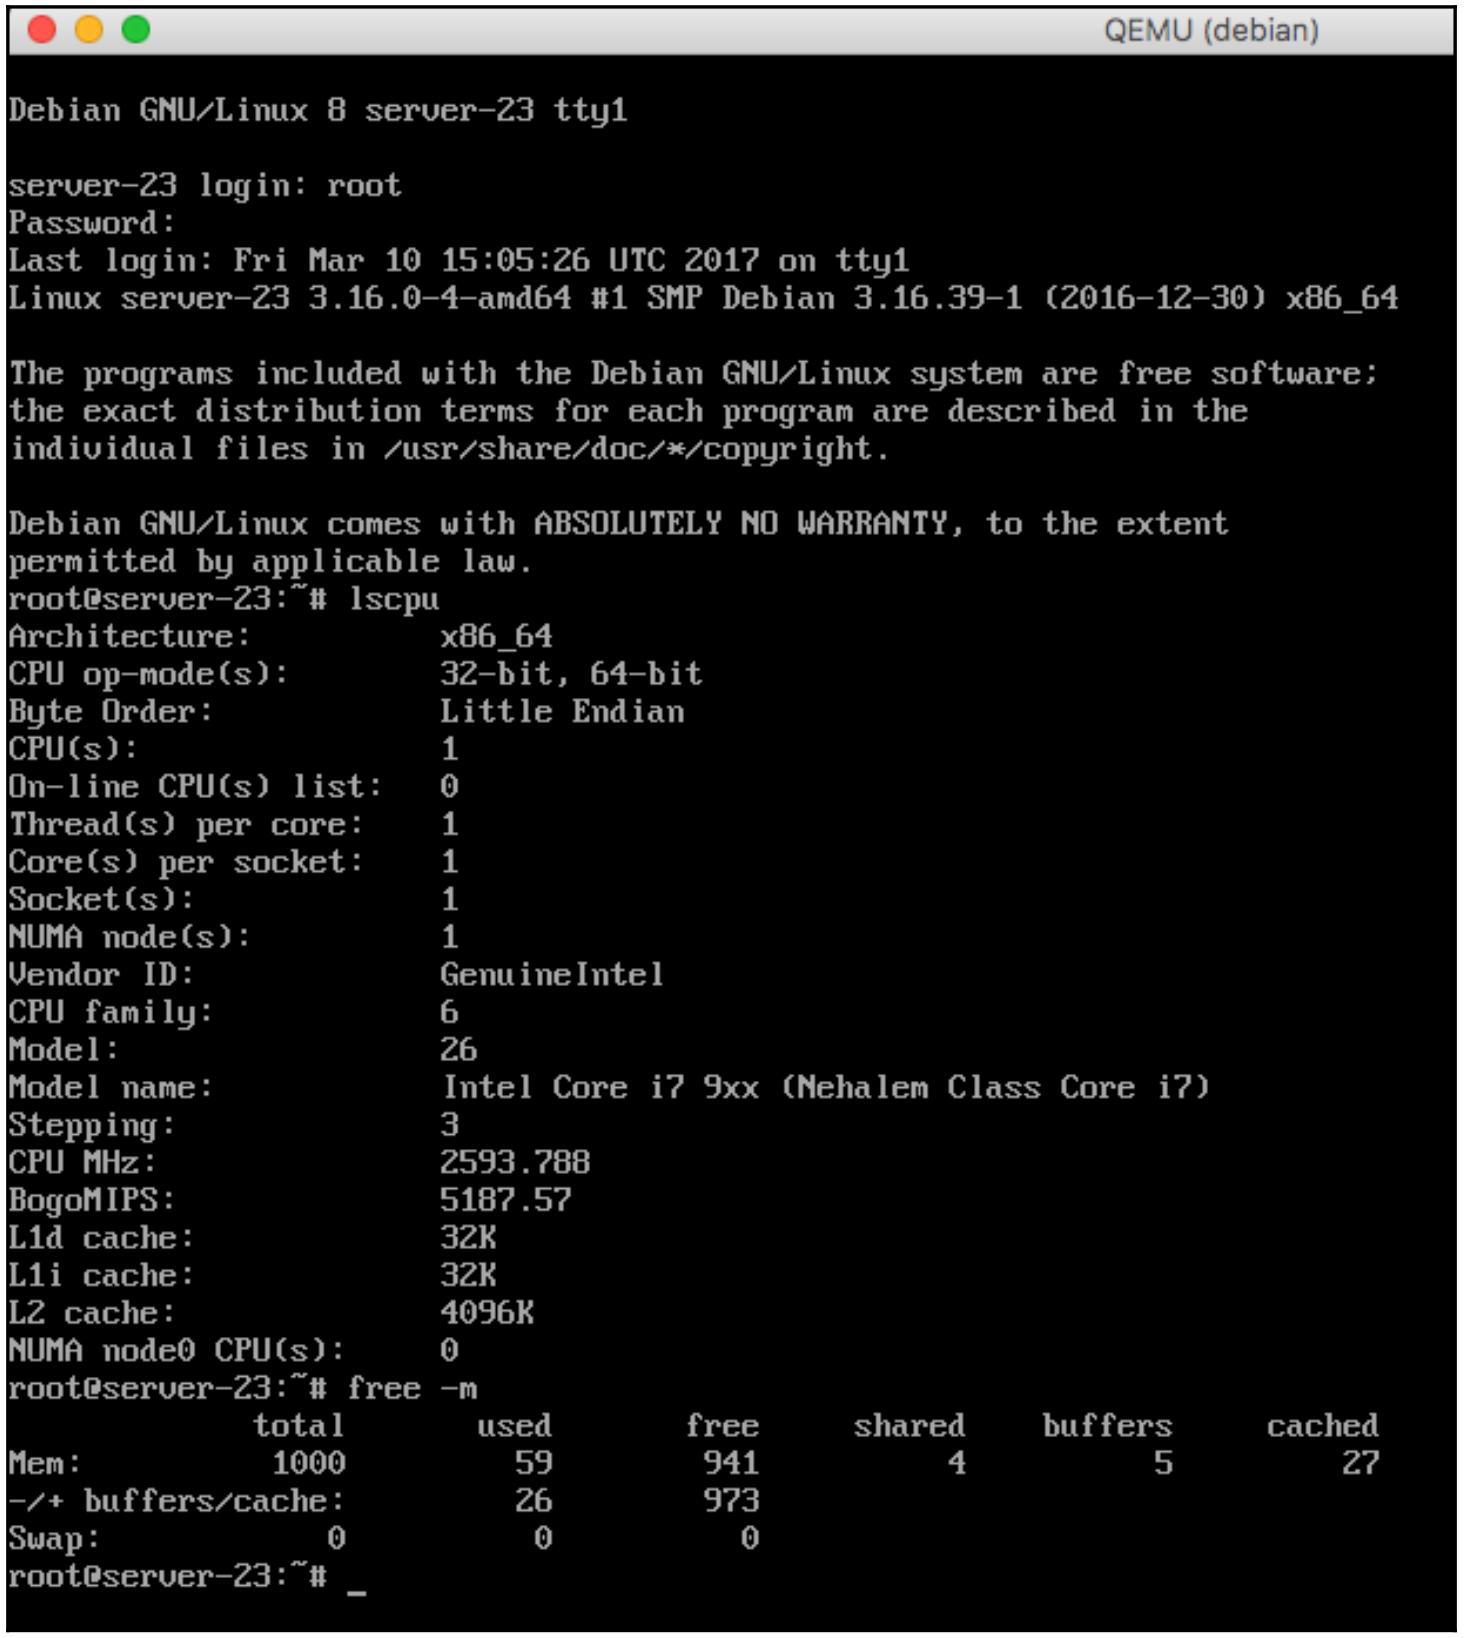 QEMU (debian)
Debian GNU/Linux 8 server-23 tty1
server-23 login: root
Password:
Last login: Fri Mar 10 15:05:26 UTC 2017 on tty1
Linux server-23 3.16.0-4-amd64 #1 SMP Debian 3.16.39-1 (2016-12-30) x86_64
The programs included with the Debian GNU/Linux system are free software;
the exact distribution terms for each program are described in the
individual files in /usr/share/doc/*/copyright.
Debian GNU/Linux comes with ABSOLUTELY NO WARRANTY, to the extent
permitted by applicable law.
root@server-23:~# lscpu
Architecture:          x86_64
CPU op-mode(s):        32-bit, 64-bit
Byte Order:            Little Endian
CPU(s):                1
On-line CPU(s) list:   0
Thread(s) per core:    1
Core(s) per socket:    1
Socket(s):             1
NUMA node(s):          1
Vendor ID:             GenuineIntel
CPU family:            6
Model:                 26
Model name:            Intel Core i7 9xx (Nehalem Class Core i7)
Stepping:              3
CPU MHz:               2593.788
BogoMIPS:              5187.57
L1d cache:             32K
L1i cache:             32K
L2 cache:              4096K
NUMA node0 CPU(s):     0
root@server-23:~# free -m
             total       used       free     shared    buffers     cached
Mem:          1000         59        941          4          5         27
-/+ buffers/cache:         26        973
Swap:            0          0          0
root@server-23:~# _